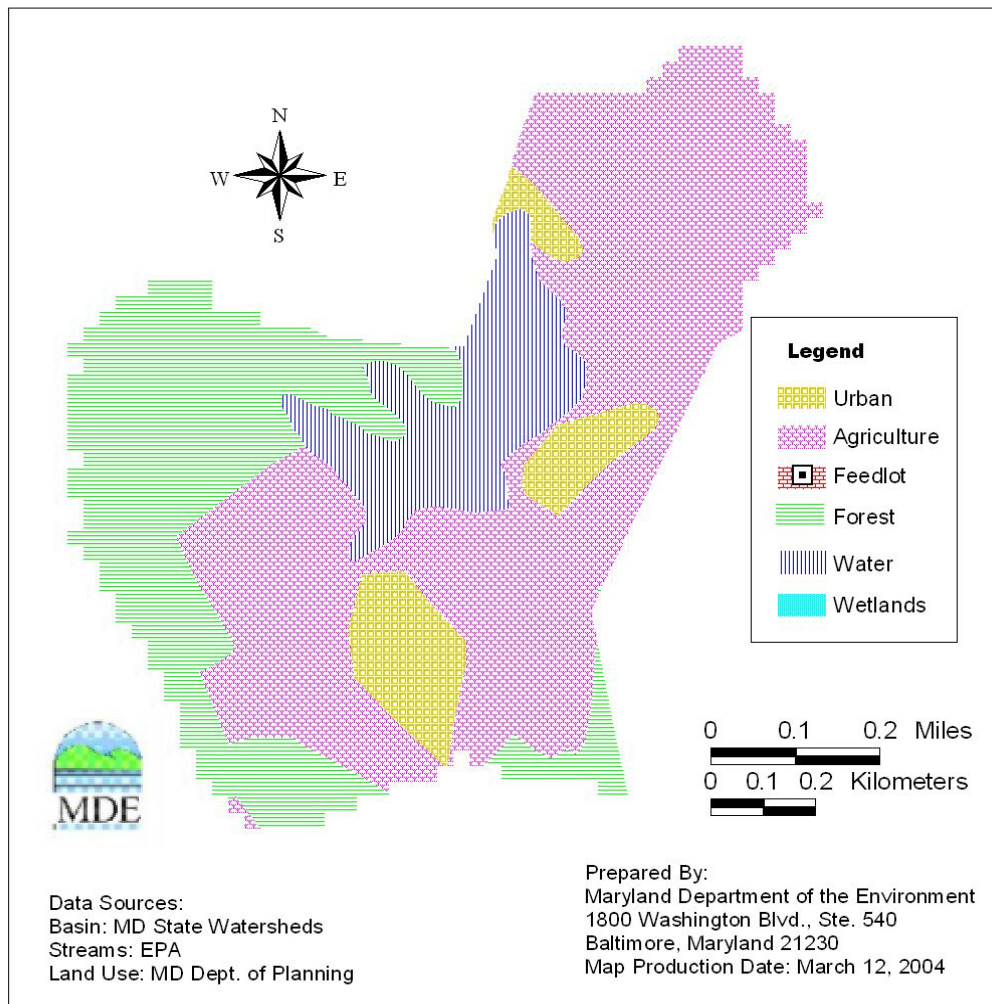 N
W E
S
Legend
Urban
Agriculture
Feedlot
Forest
Water
Wetlands
0 0.1 0.2 Miles
0 0.1 0.2 Kilometers
MDE
Data Sources:
Basin: MD State Watersheds
Streams: EPA
Land Use: MD Dept. of Planning
Prepared By:
Maryland Department of the Environment
1800 Washington Blvd., Ste. 540
Baltimore, Maryland 21230
Map Production Date: March 12, 2004